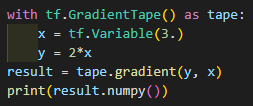 with tf.GradientTape() as tape:
    x = tf.Variable(3.)
    y = 2*x
result = tape.gradient(y, x)
print(result.numpy())